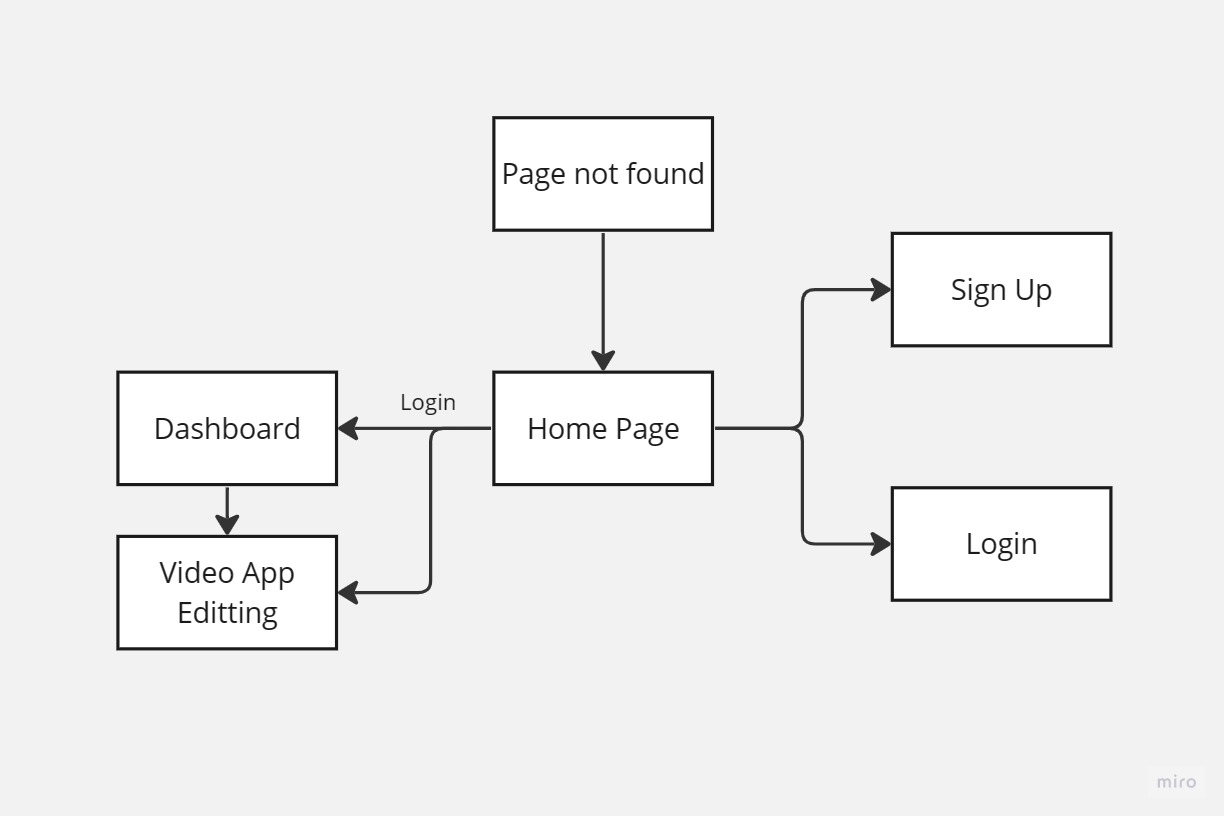 Page not found
Sign Up
Login
Dashboard
Home Page
Video App
Editting
Login
miro